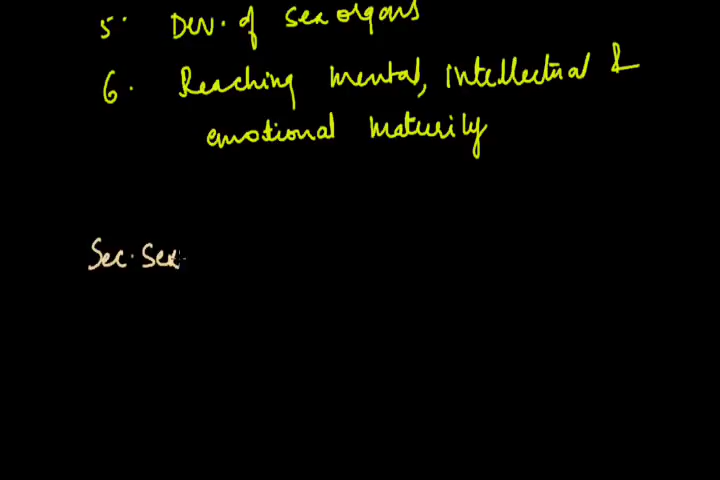 5. Dev. of sex organs
6. Reaching mental, intellectual &
emotional maturity
Sec. Sex